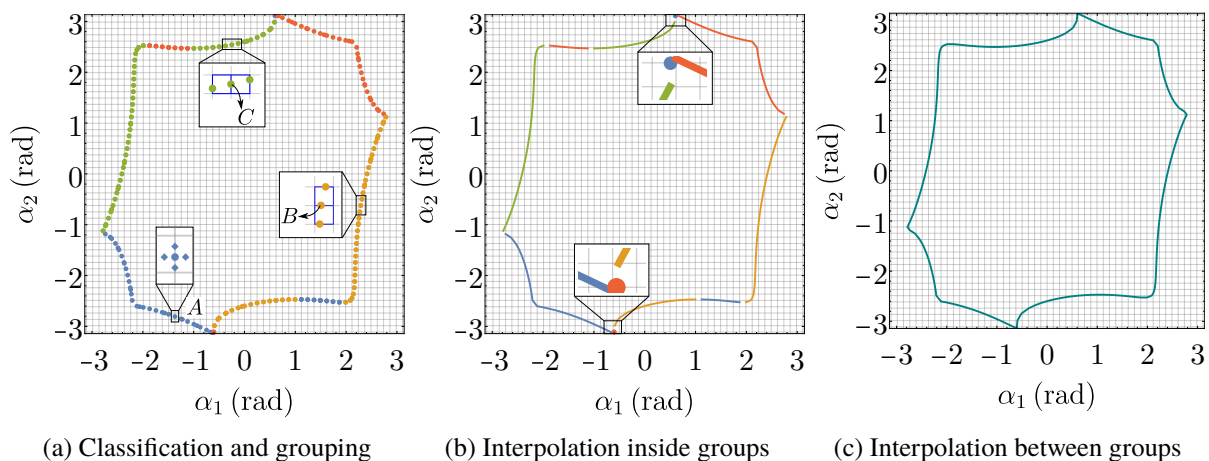 3
2
1
0
−1
−2
−3
α2 (rad)
−3 −2 −1 0 1 2 3
α1 (rad)
A
B
C
(a) Classification and grouping
3
2
1
0
−1
−2
−3
α2 (rad)
−3 −2 −1 0 1 2 3
α1 (rad)
(b) Interpolation inside groups
3
2
1
0
−1
−2
−3
α2 (rad)
−3 −2 −1 0 1 2 3
α1 (rad)
(c) Interpolation between groups